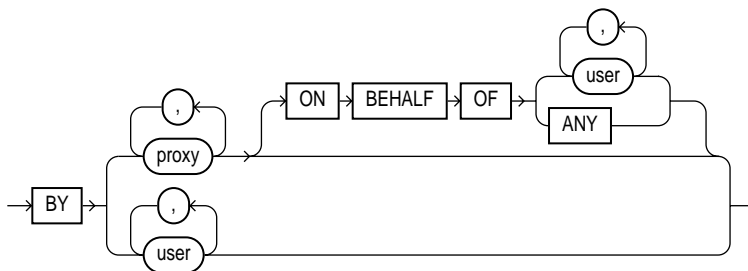 ,
user
ON BEHALF OF
ANY
,
proxy
BY
,
user